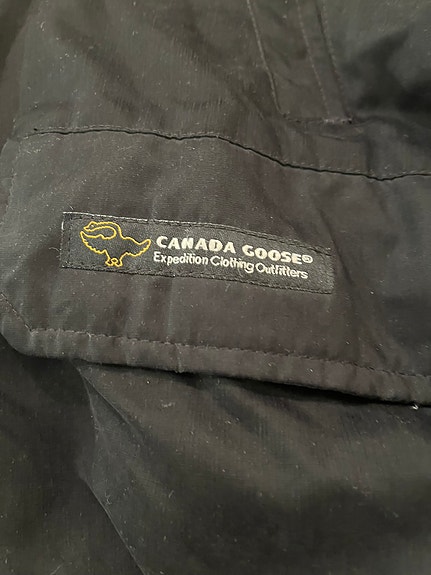 CANADA GOOSE®
Expedition Clothing Outfitters